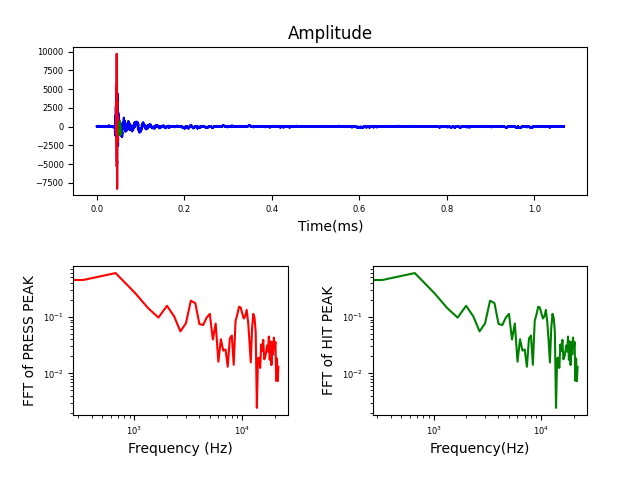 Amplitude
10000
7500
5000
2500
0
−2500
−5000
−7500
0.0 0.2 0.4 0.6 0.8 1.0
Time(ms)
FFT of PRESS PEAK
10⁻¹
10⁻²
10³ 10⁴
Frequency (Hz)
FFT of HIT PEAK
10⁻¹
10⁻²
10³ 10⁴
Frequency(Hz)